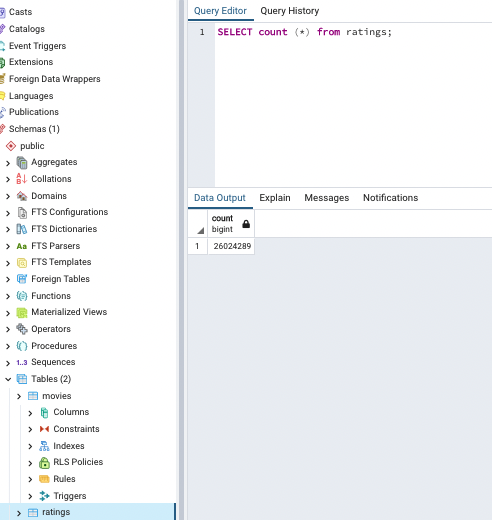 Casts
Catalogs
Event Triggers
Extensions
Foreign Data Wrappers
Languages
Publications
Schemas (1)
public
Aggregates
Collations
Domains
FTS Configurations
FTS Dictionaries
Aa FTS Parsers
FTS Templates
Foreign Tables
Functions
Materialized Views
Operators
Procedures
1..3 Sequences
Tables (2)
movies
Columns
Constraints
Indexes
RLS Policies
Rules
Triggers
ratings
Query Editor Query History
1 SELECT count (*) from ratings;
Data Output Explain Messages Notifications
count
bigint
1 26024289